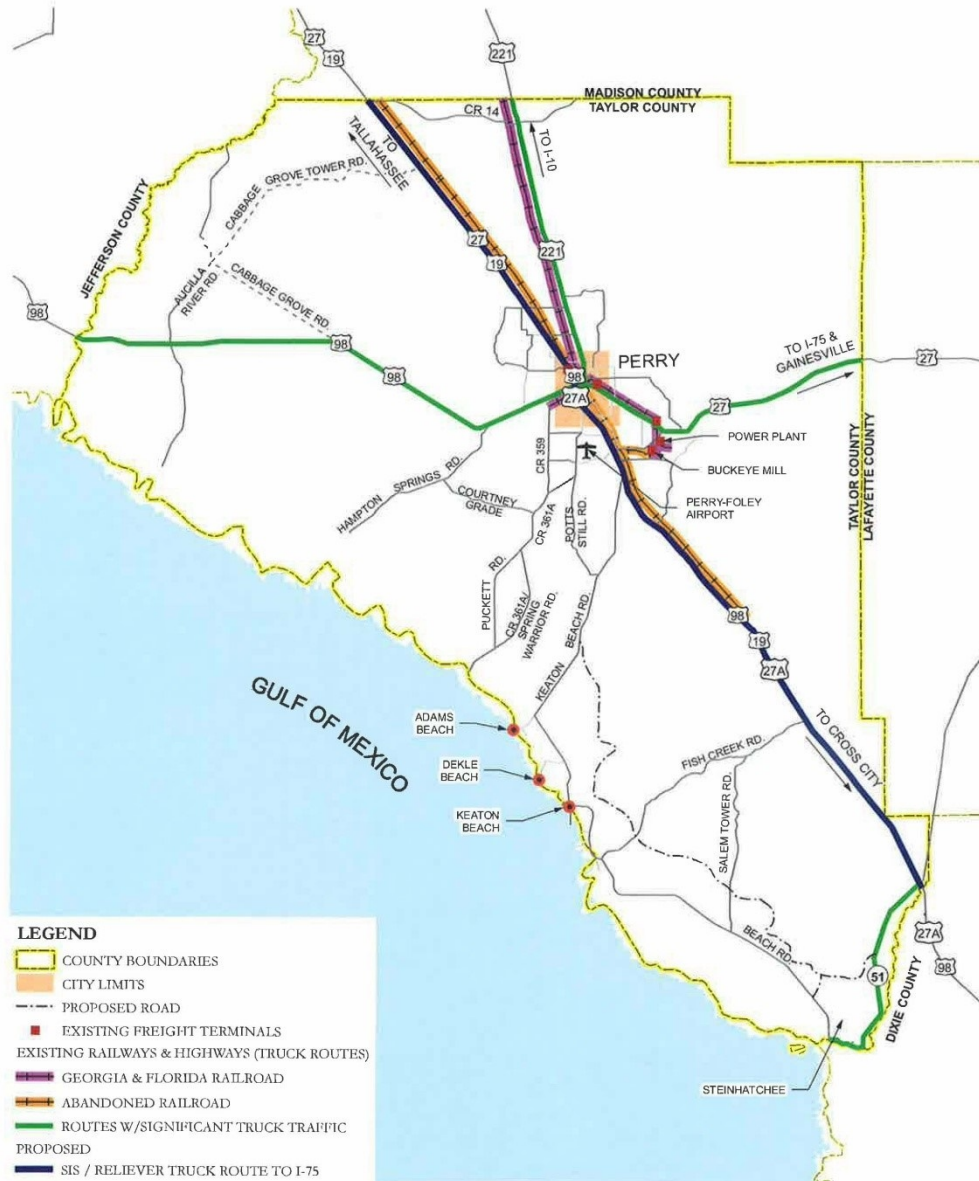 27
19
221
MADISON COUNTY
TAYLOR COUNTY
CR 14
TO
TALLAHASSEE
TO I-10
CABBAGE
GROVE TOWER RD.
JEFFERSON COUNTY
27
19
221
AUCILLA
RIVER RD.
CABBAGE GROVE RD.
98
98
98
98
27A
PERRY
TO I-75 &
GAINESVILLE
27
27
TAYLOR COUNTY
LAFAYETTE COUNTY
POWER PLANT
BUCKEYE MILL
PERRY-FOLEY
AIRPORT
CR 359
HAMPTON SPRINGS RD.
COURTNEY
GRADE
CR 361A
POTTS
STILL RD.
PUCKETT RD.
CR 361A/
SPRING
WARRIOR RD.
KEATON BEACH RD.
98
19
27A
TO CROSS CITY
GULF OF MEXICO
ADAMS
BEACH
DEKLE
BEACH
KEATON
BEACH
FISH CREEK RD.
SALEM TOWER RD.
BEACH RD.
27A
98
51
DIXIE COUNTY
STEINHATCHEE
LEGEND
COUNTY BOUNDARIES
CITY LIMITS
PROPOSED ROAD
EXISTING FREIGHT TERMINALS
EXISTING RAILWAYS & HIGHWAYS (TRUCK ROUTES)
GEORGIA & FLORIDA RAILROAD
ABANDONED RAILROAD
ROUTES W/SIGNIFICANT TRUCK TRAFFIC
PROPOSED
SIS / RELIEVER TRUCK ROUTE TO I-75